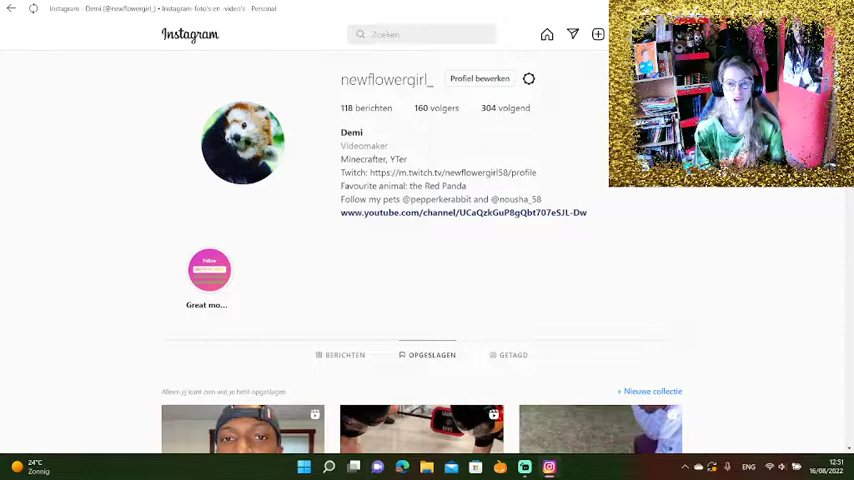 Instagram - Demi (@newflowergirl_) • Instagram-foto's en -video's - Personal
Instagram
Zoeken
newflowergirl_
Profiel bewerken
118 berichten 160 volgers 304 volgend
Demi
Videomaker
Minecrafter, YTer
Twitch: https://m.twitch.tv/newflowergirl58/profile
Favourite animal: the Red Panda
Follow my pets @pepperkerabbit and @nousha_58
www.youtube.com/channel/UCaQzkGuP8gQbt707eSJL-Dw
Follow
Great mo...
BERICHTEN OPGESLAGEN GETAGD
Alleen jij kunt zien wat je hebt opgeslagen
+ Nieuwe collectie
24°C
Zonnig
ENG
12:51
16/08/2022